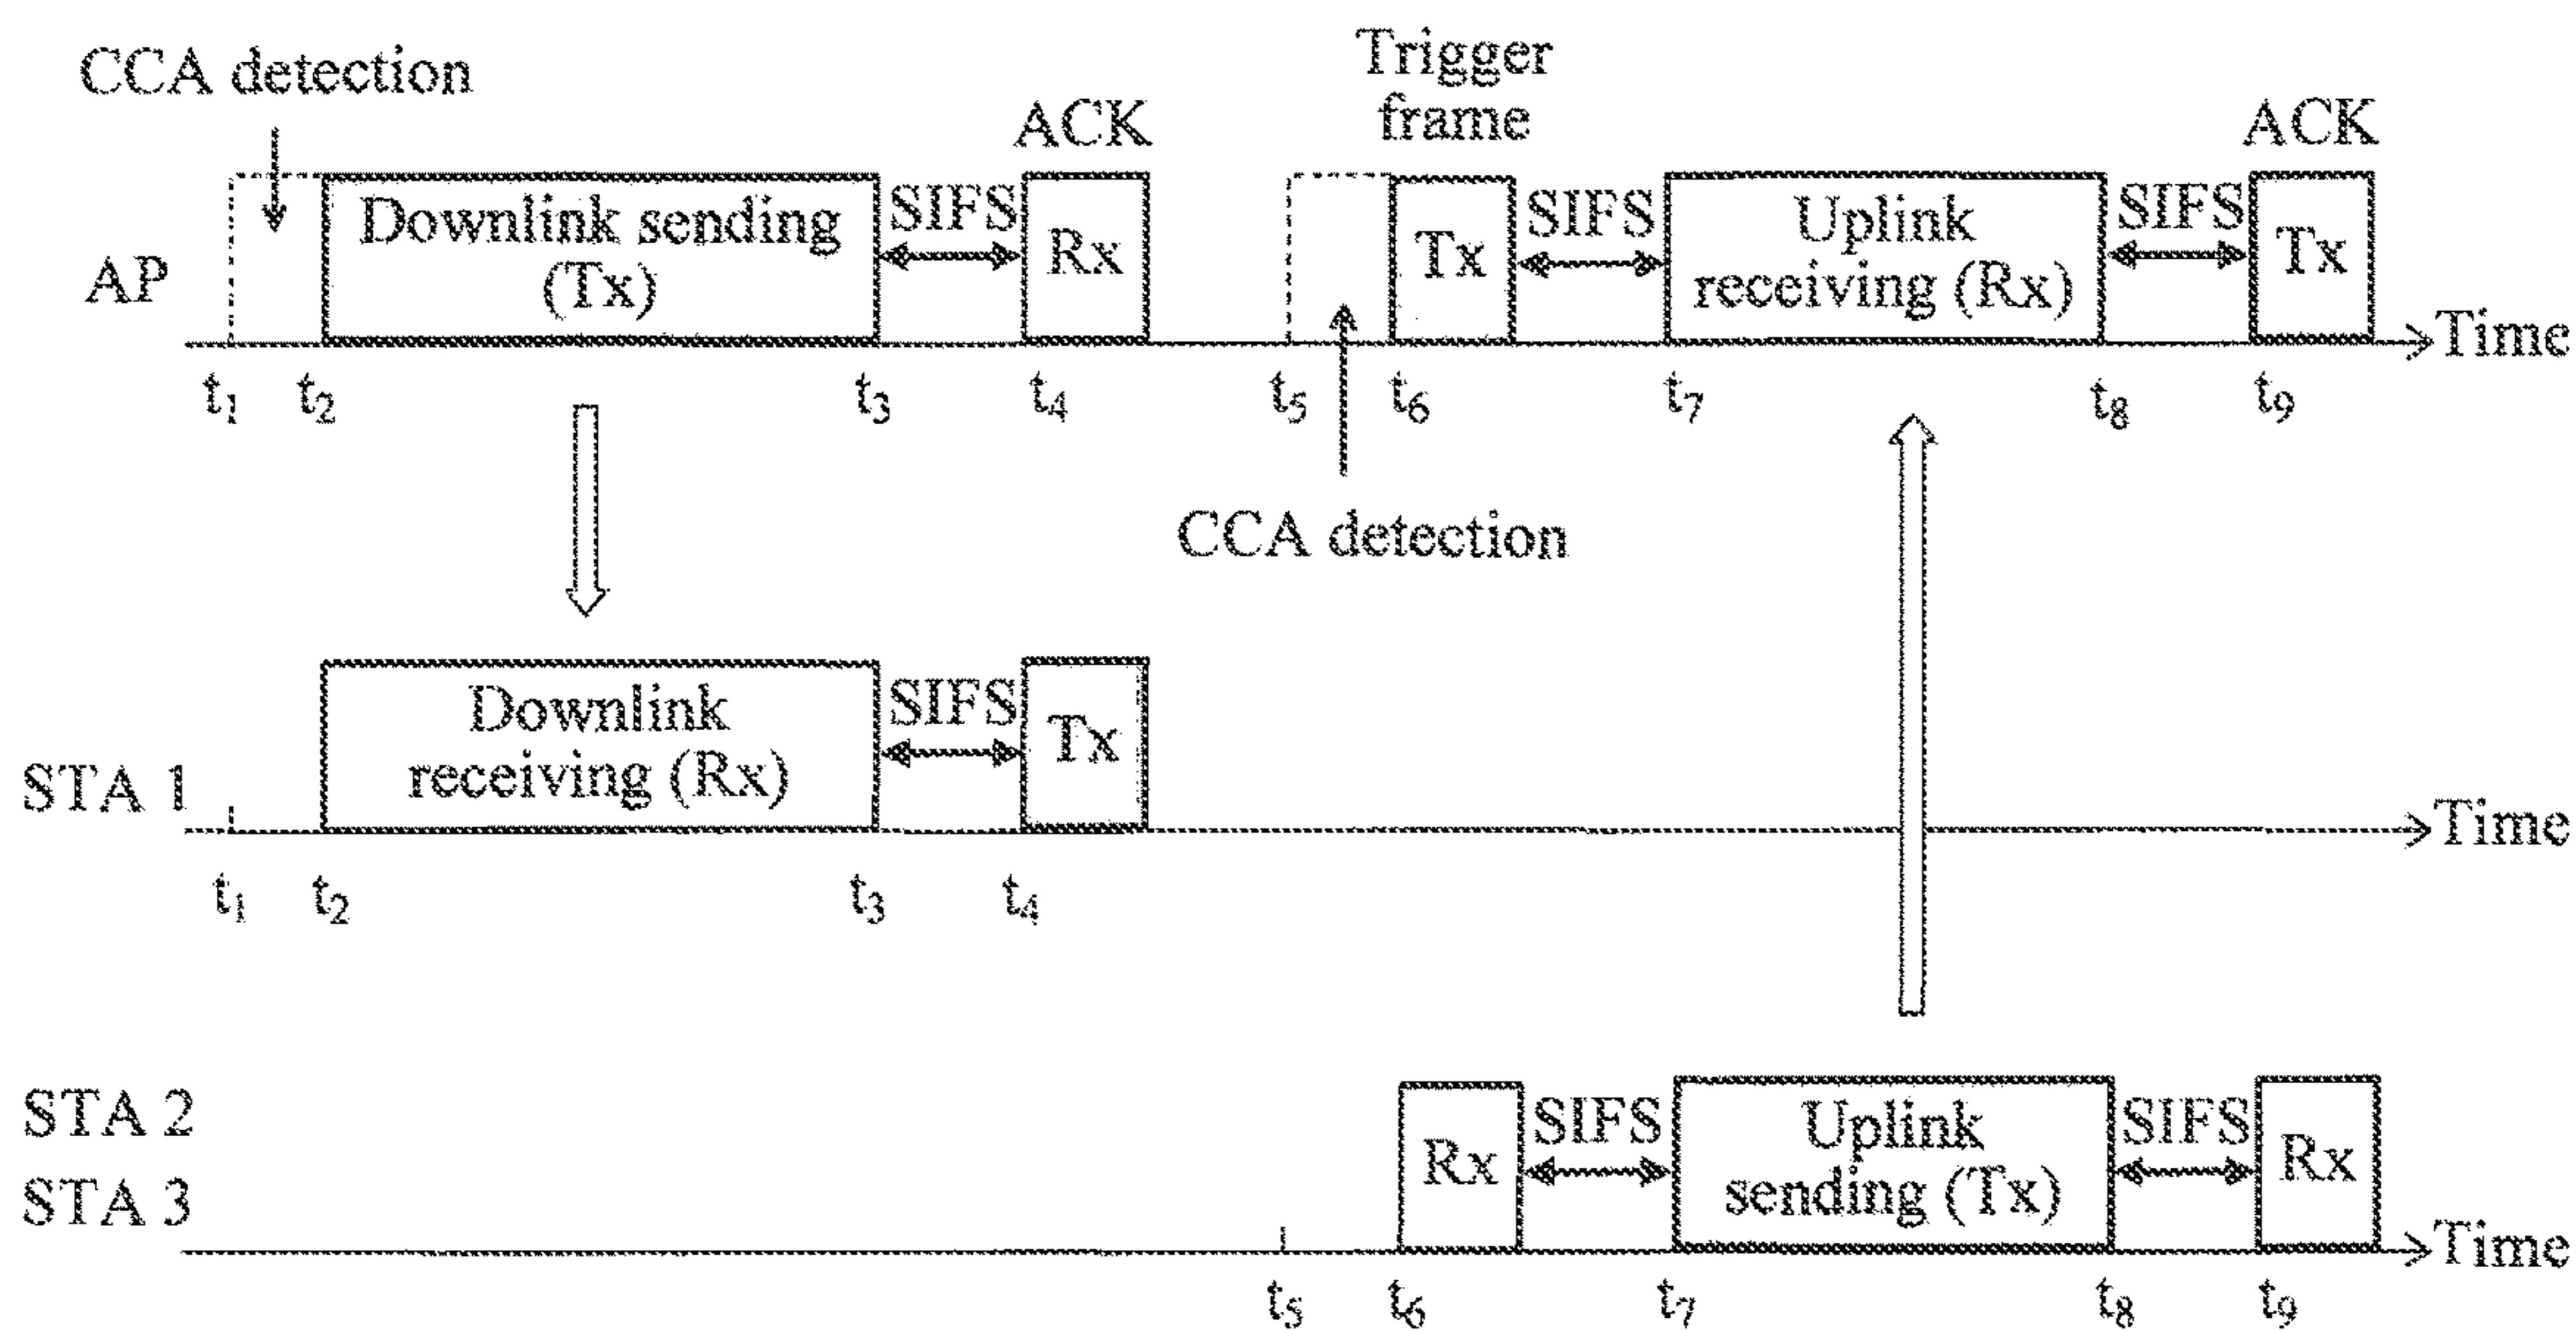 CCA detection
Trigger
frame
ACK
ACK
AP
Downlink sending
(Tx)
SIFS
Rx
Tx
SIFS
Uplink
receiving (Rx)
SIFS
Tx
Time
t1
t2
t3
t4
t5
t6
t7
t8
t9
CCA detection
STA 1
Downlink
receiving (Rx)
SIFS
Tx
Time
t1
t2
t3
t4
STA 2
STA 3
Rx
SIFS
Uplink
sending (Tx)
SIFS
Rx
Time
t5
t6
t7
t8
t9